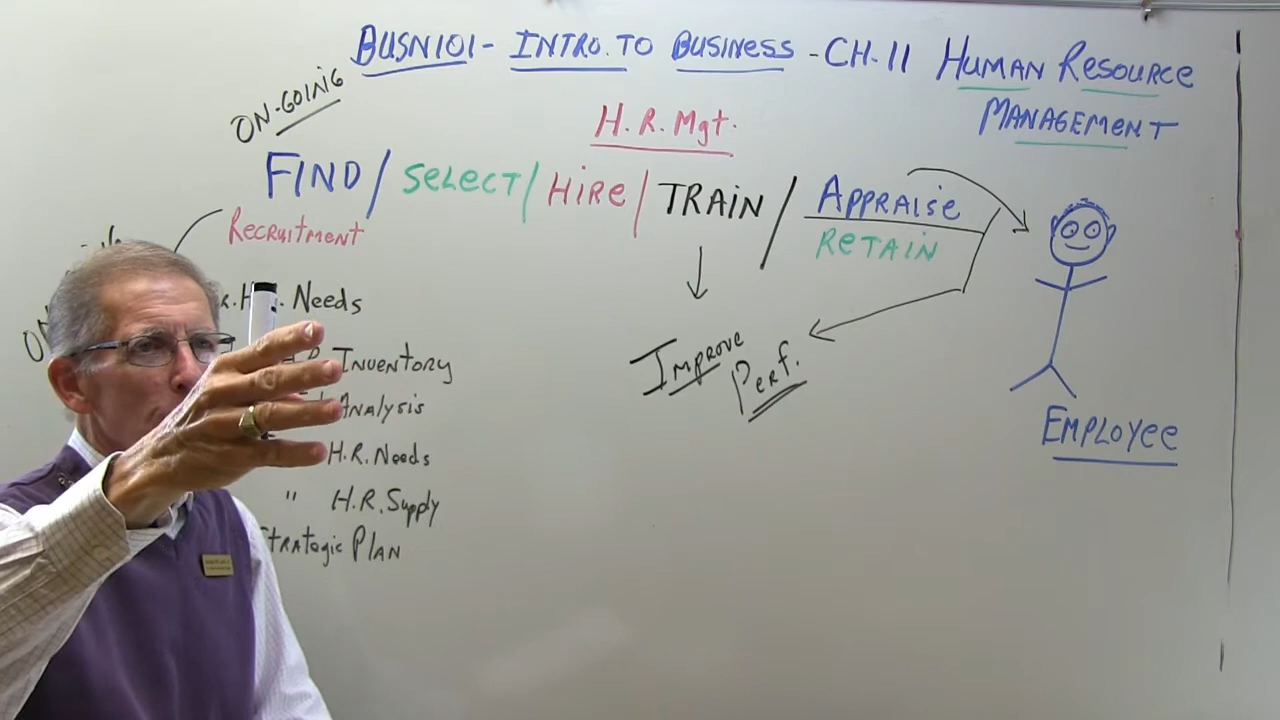 BUSN101 - INTRO. TO BUSINESS - CH. 11 HUMAN RESOURCE
MANAGEMENT
ON-GOING
H.R. Mgt.
FIND / SELECT / HIRE / TRAIN / APPRAISE
RECRUITMENT
RETAIN
Needs
INVENTORY
ANALYSIS
H.R. Needs
" H.R. Supply
STRATEGIC PLAN
IMPROVE
PERF.
EMPLOYEE